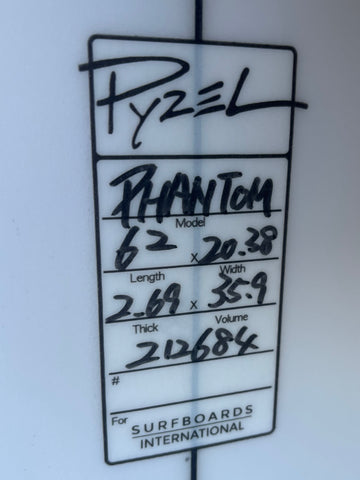 PYZEL
PHANTOM
Model
6 2 x 20.38
Length Width
2.69 x 35.9
Thick Volume
212684
#
For SURFBOARDS
INTERNATIONAL